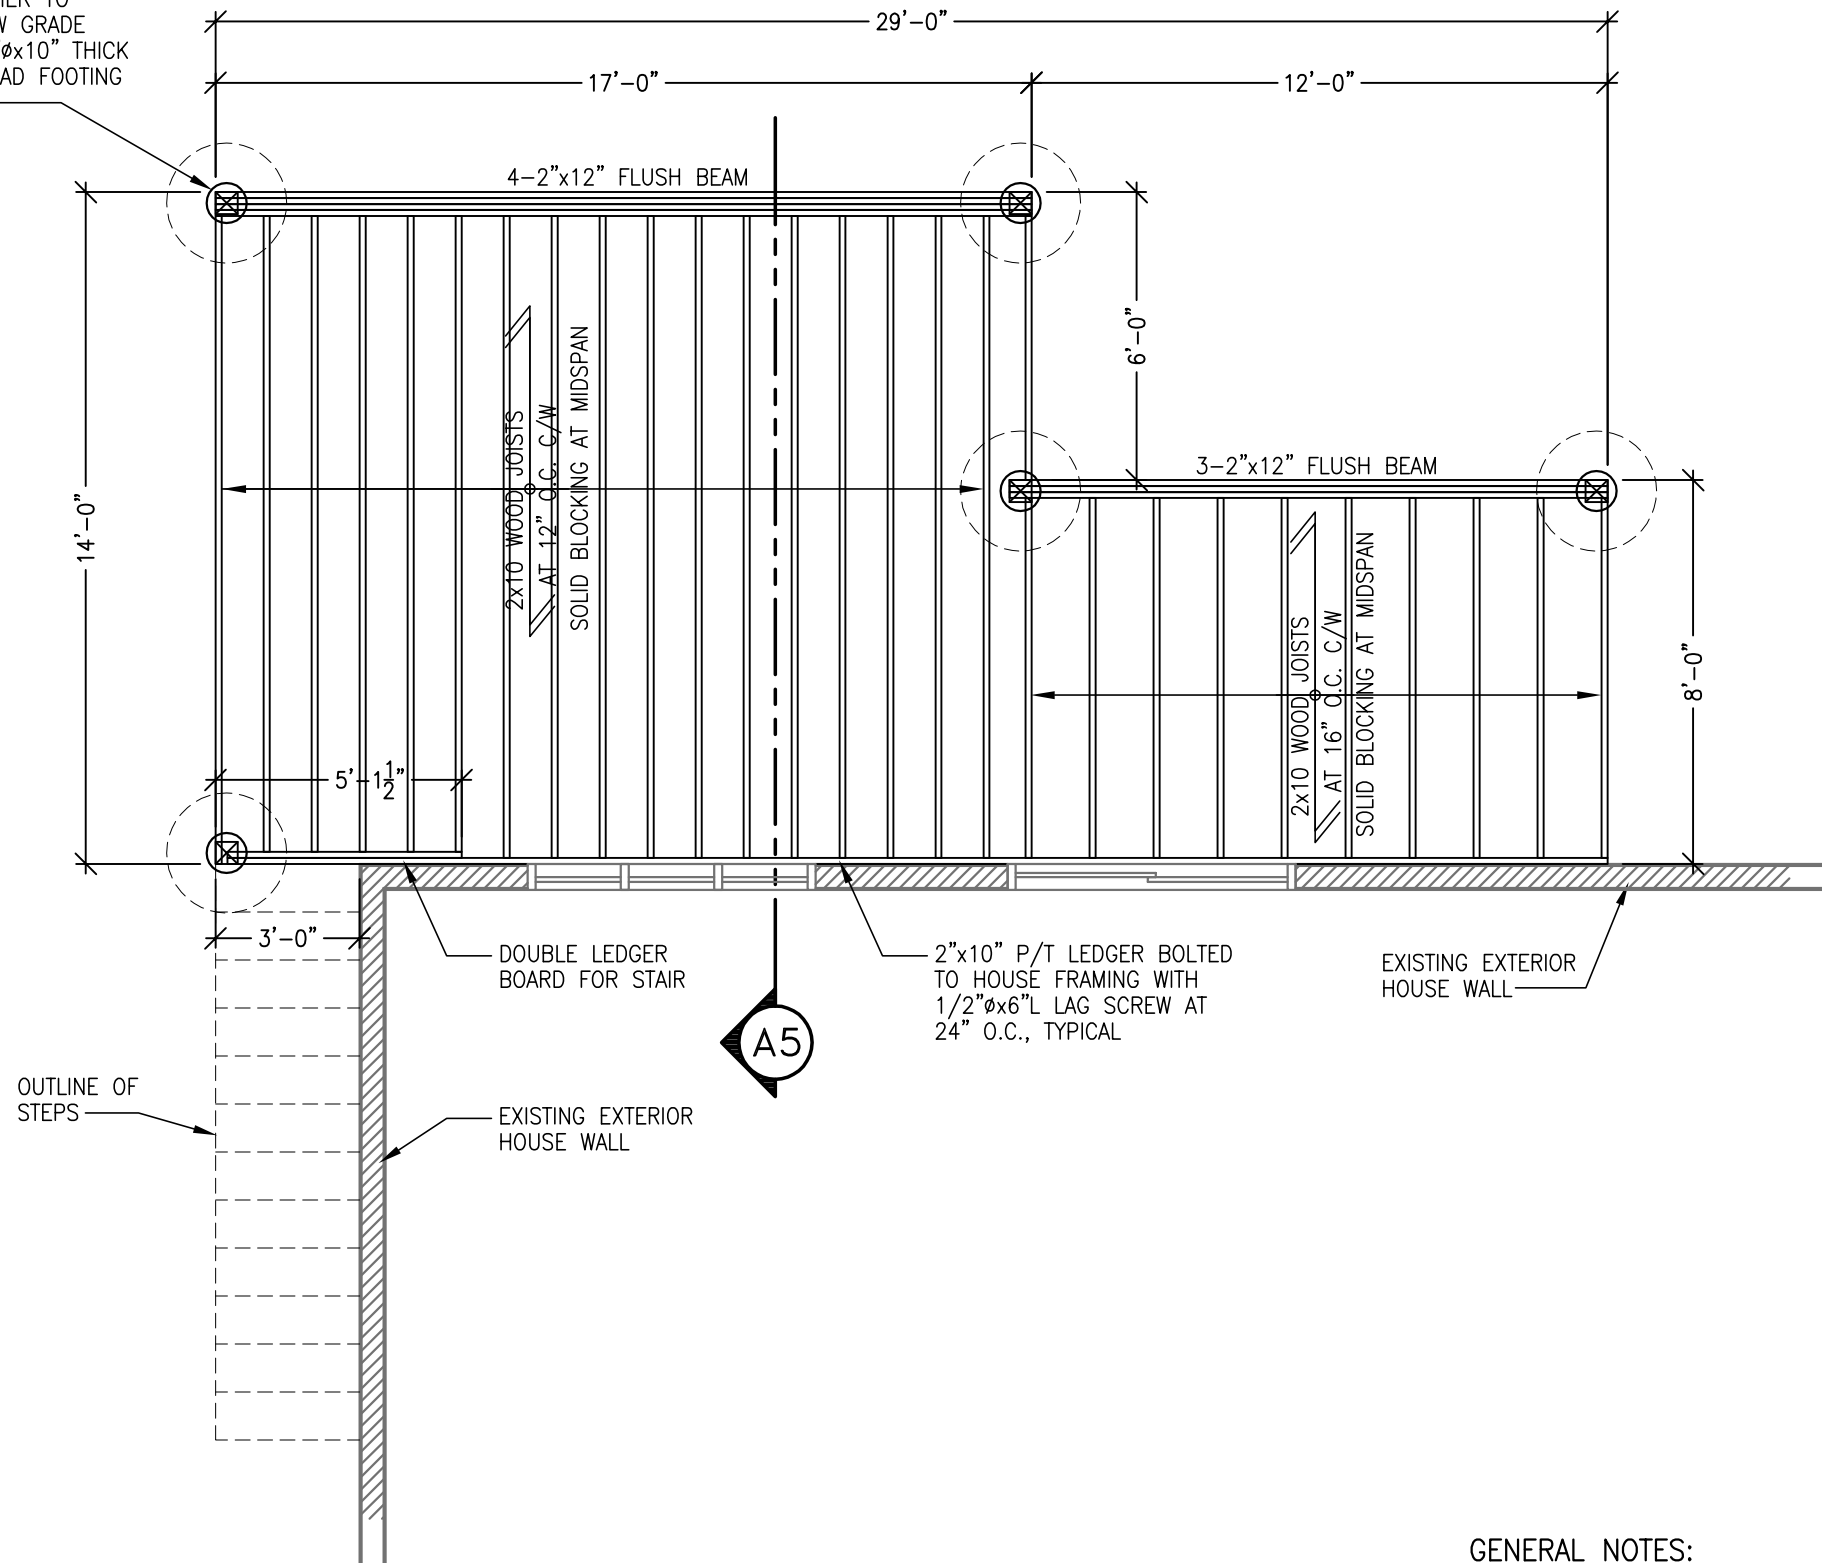 GRADE
"øx10" THICK
FOOTING
29'-0"
17'-0"
12'-0"
4-2"x12" FLUSH BEAM
14'-0"
6'-0"
2x10 WOOD JOISTS
AT 12" O.C. C/W
SOLID BLOCKING AT MIDSPAN
3-2"x12" FLUSH BEAM
2x10 WOOD JOISTS
AT 16" O.C. C/W
SOLID BLOCKING AT MIDSPAN
8'-0"
5'-1 1/2"
3'-0"
DOUBLE LEDGER
BOARD FOR STAIR
2"x10" P/T LEDGER BOLTED
TO HOUSE FRAMING WITH
1/2"øx6"L LAG SCREW AT
24" O.C., TYPICAL
EXISTING EXTERIOR
HOUSE WALL
A5
OUTLINE OF
STEPS
EXISTING EXTERIOR
HOUSE WALL
GENERAL NOTES: